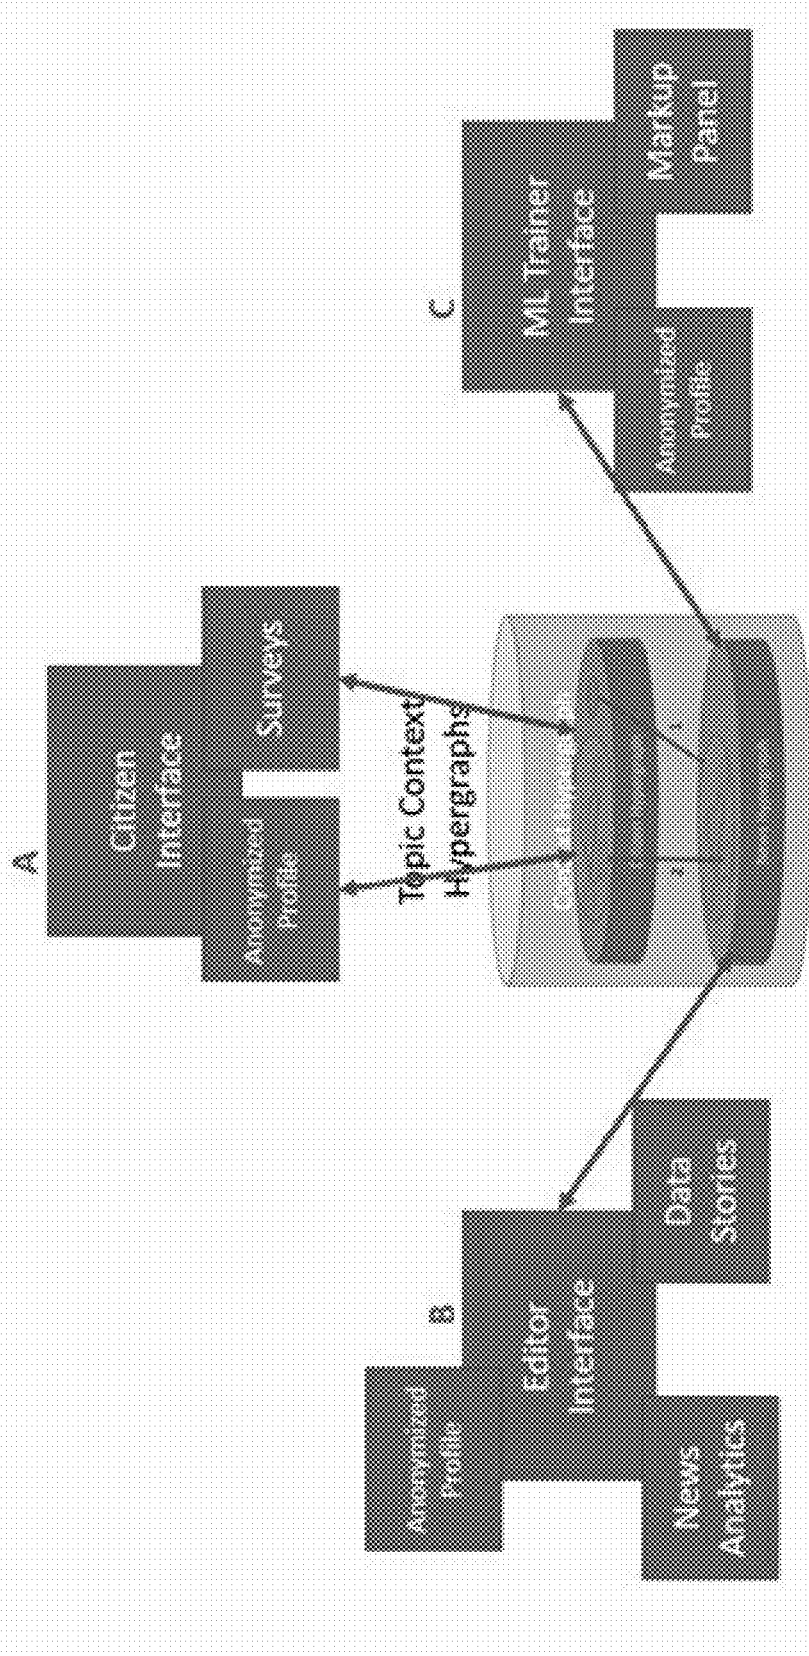 A
Citizen
Interface
Anonymized
Profile
Surveys
Topic Context
Hypergraphs
B
Anonymized
Profile
Editor
Interface
News
Analytics
Data
Stories
C
ML Trainer
Interface
Anonymized
Profile
Markup
Panel